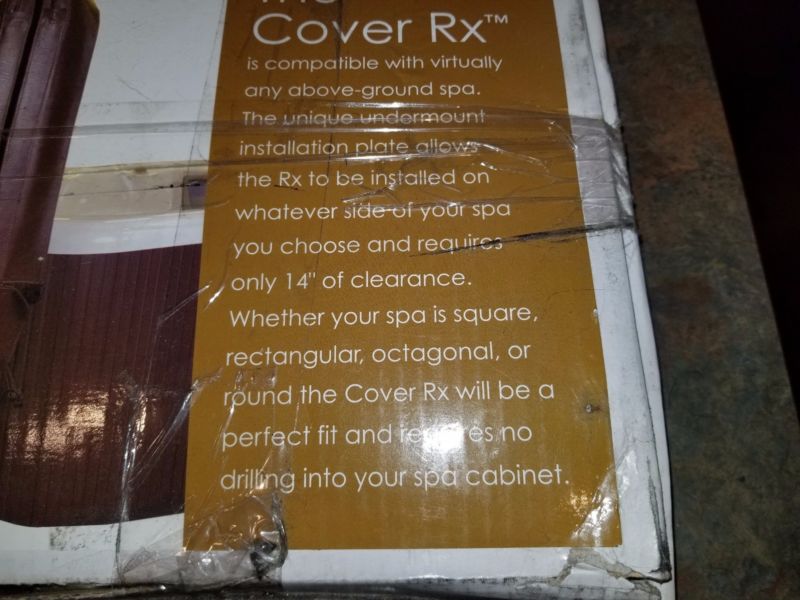 The
Cover Rx™
is compatible with virtually
any above-ground spa.
The unique undermount
installation plate allows
the Rx to be installed on
whatever side of your spa
you choose and requires
only 14" of clearance.
Whether your spa is square,
rectangular, octagonal, or
round the Cover Rx will be a
perfect fit and requires no
drilling into your spa cabinet.